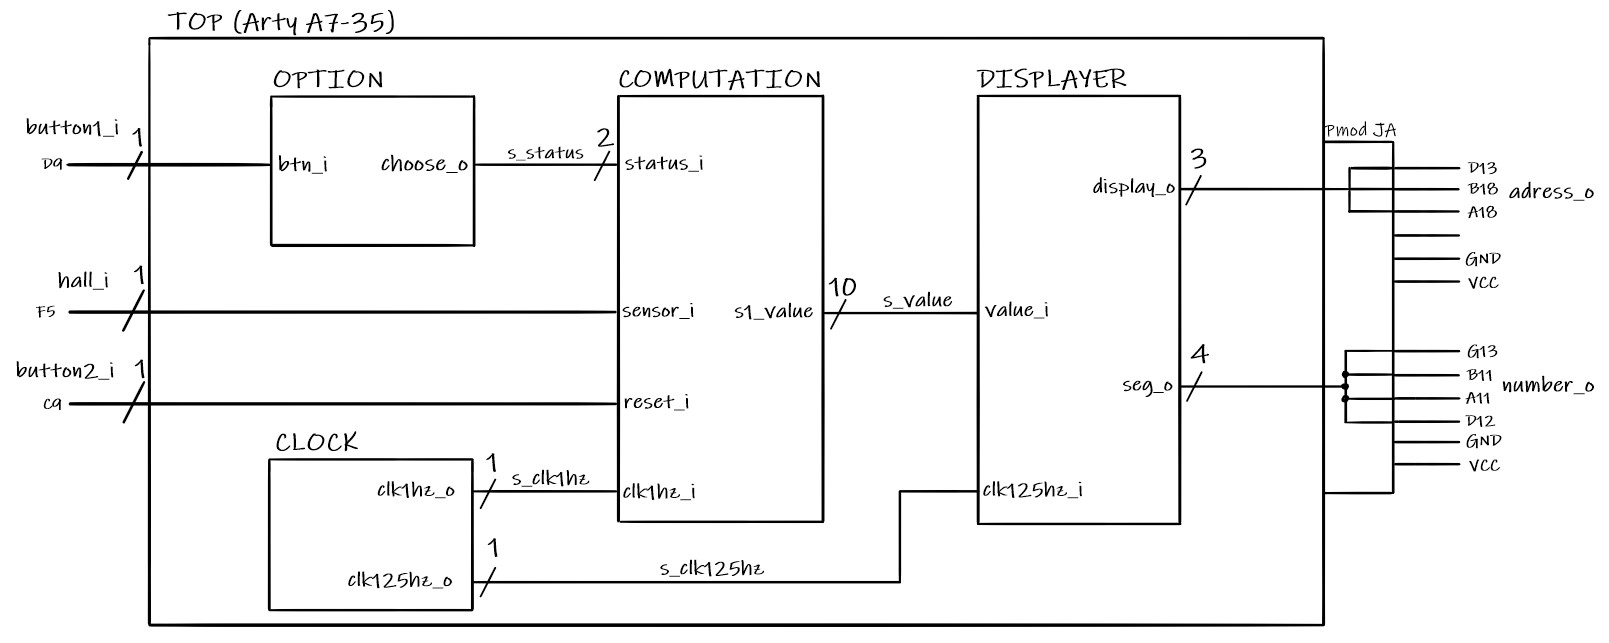 TOP (Arty A7-35)
OPTION
COMPUTATION
DISPLAYER
button1_i
1
D9
btn_i
choose_o
s_status
2
status_i
display_o
3
Pmod JA
D13
B18
A18
adress_o
GND
VCC
hall_i
1
F5
sensor_i
s1_value
10
s_value
value_i
button2_i
1
C9
reset_i
seg_o
4
G13
B11
A11
D12
number_o
GND
VCC
CLOCK
clk1hz_o
1
s_clk1hz
clk1hz_i
clk125hz_i
clk125hz_o
1
s_clk125hz